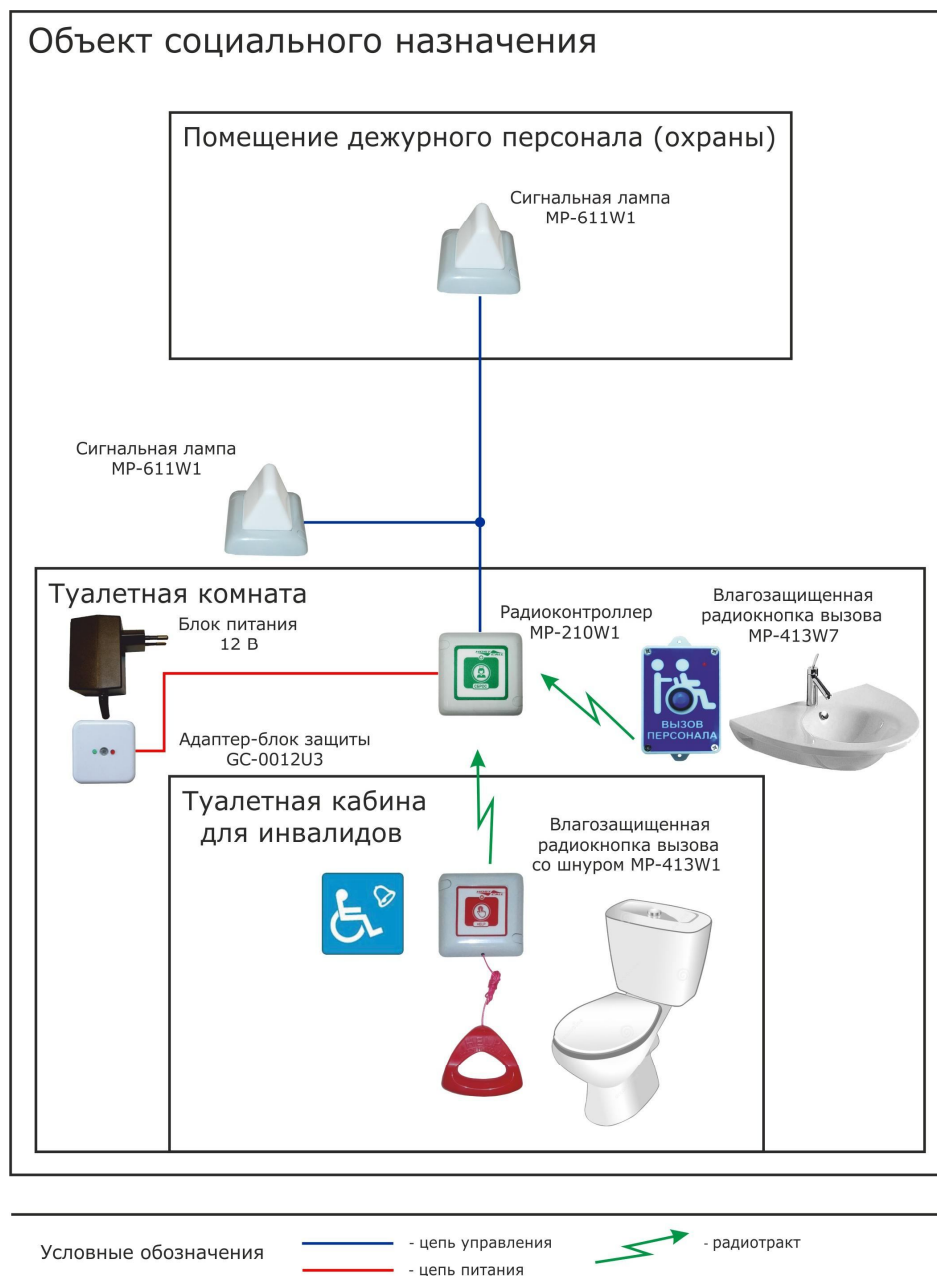 Объект социального назначения
Помещение дежурного персонала (охраны)
Сигнальная лампа
MP-611W1
Сигнальная лампа
MP-611W1
Туалетная комната
Блок питания
12 В
Радиоконтроллер
MP-210W1
Влагозащищенная
радиокнопка вызова
MP-413W7
ВЫЗОВ
ПЕРСОНАЛА
Адаптер-блок защиты
GC-0012U3
Туалетная кабина
для инвалидов
Влагозащищенная
радиокнопка вызова
со шнуром MP-413W1
Условные обозначения
- цепь управления
- цепь питания
- радиотракт